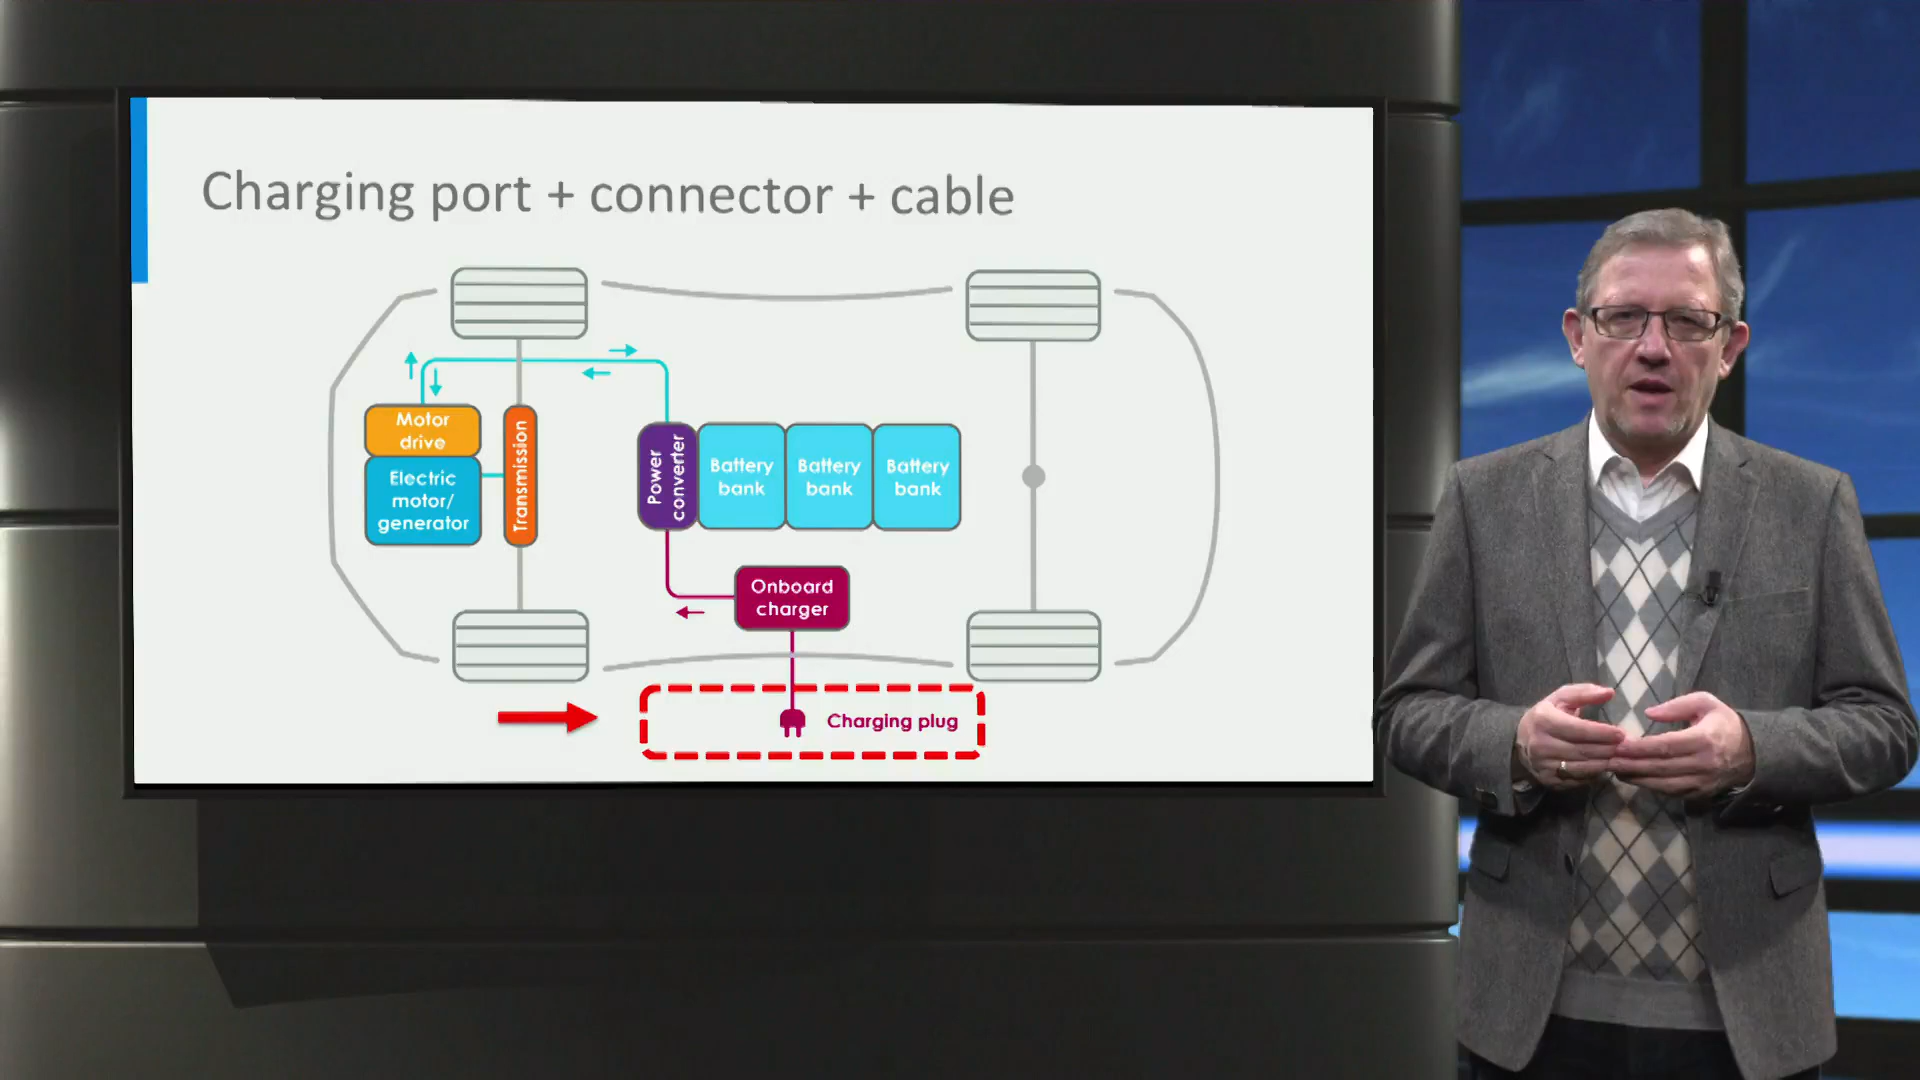 Charging port + connector + cable
Motor
drive
Electric
motor/
generator
Transmission
Power
converter
Battery
bank
Battery
bank
Battery
bank
Onboard
charger
Charging plug